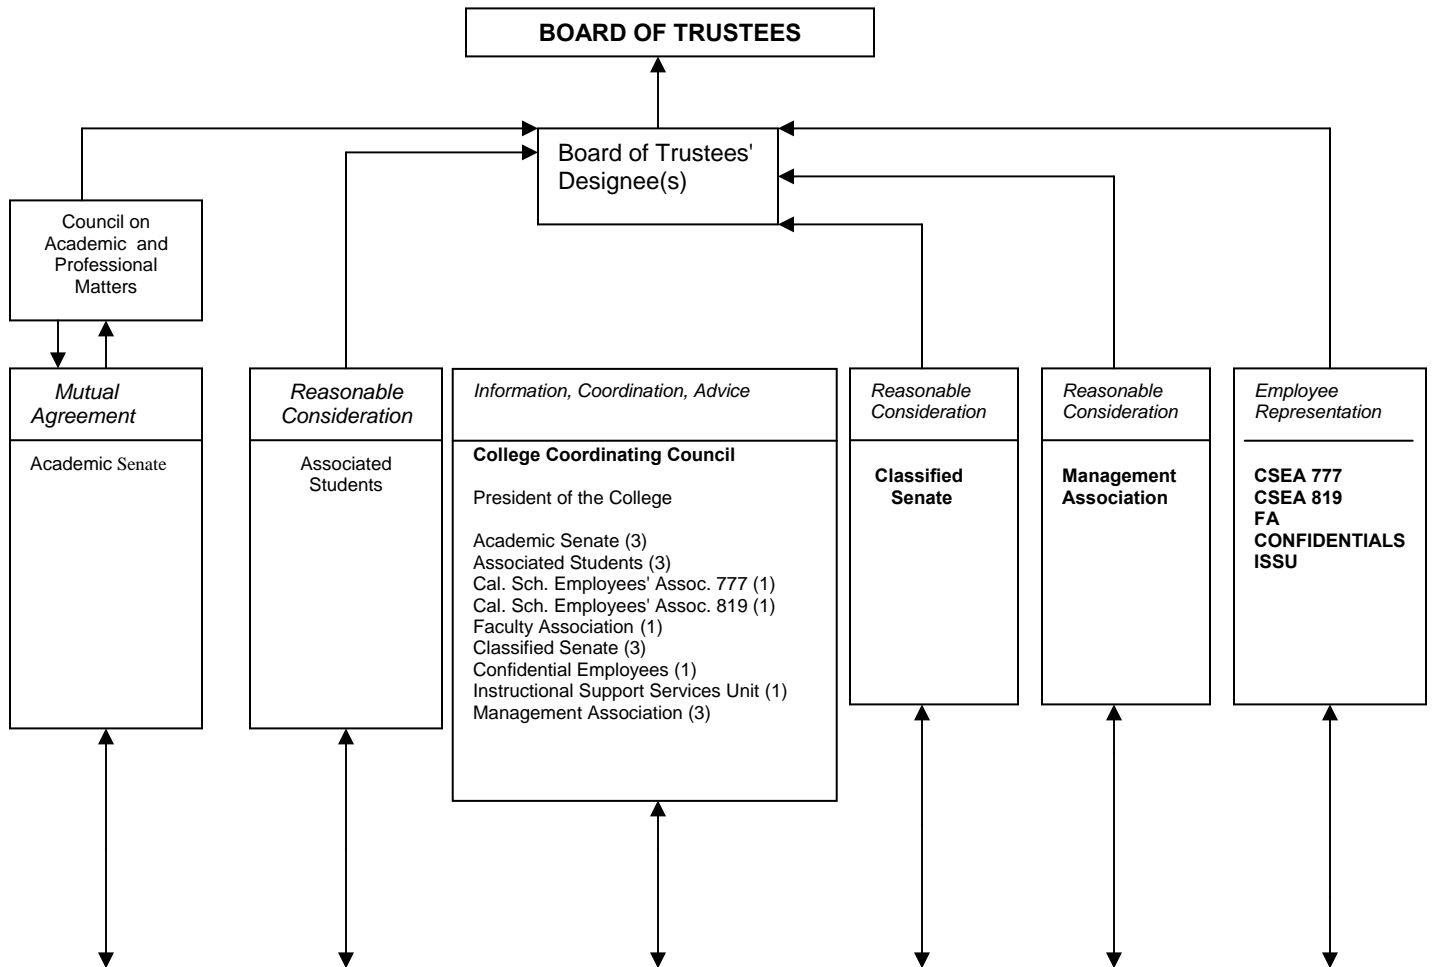 BOARD OF TRUSTEES
Board of Trustees'
Designee(s)
Council on
Academic and
Professional
Matters
Mutual
Agreement
Academic Senate
Reasonable
Consideration
Associated
Students
Information, Coordination, Advice
College Coordinating Council
President of the College
Academic Senate (3)
Associated Students (3)
Cal. Sch. Employees' Assoc. 777 (1)
Cal. Sch. Employees' Assoc. 819 (1)
Faculty Association (1)
Classified Senate (3)
Confidential Employees (1)
Instructional Support Services Unit (1)
Management Association (3)
Reasonable
Consideration
Classified
Senate
Reasonable
Consideration
Management
Association
Employee
Representation
CSEA 777
CSEA 819
FA
CONFIDENTIALS
ISSU